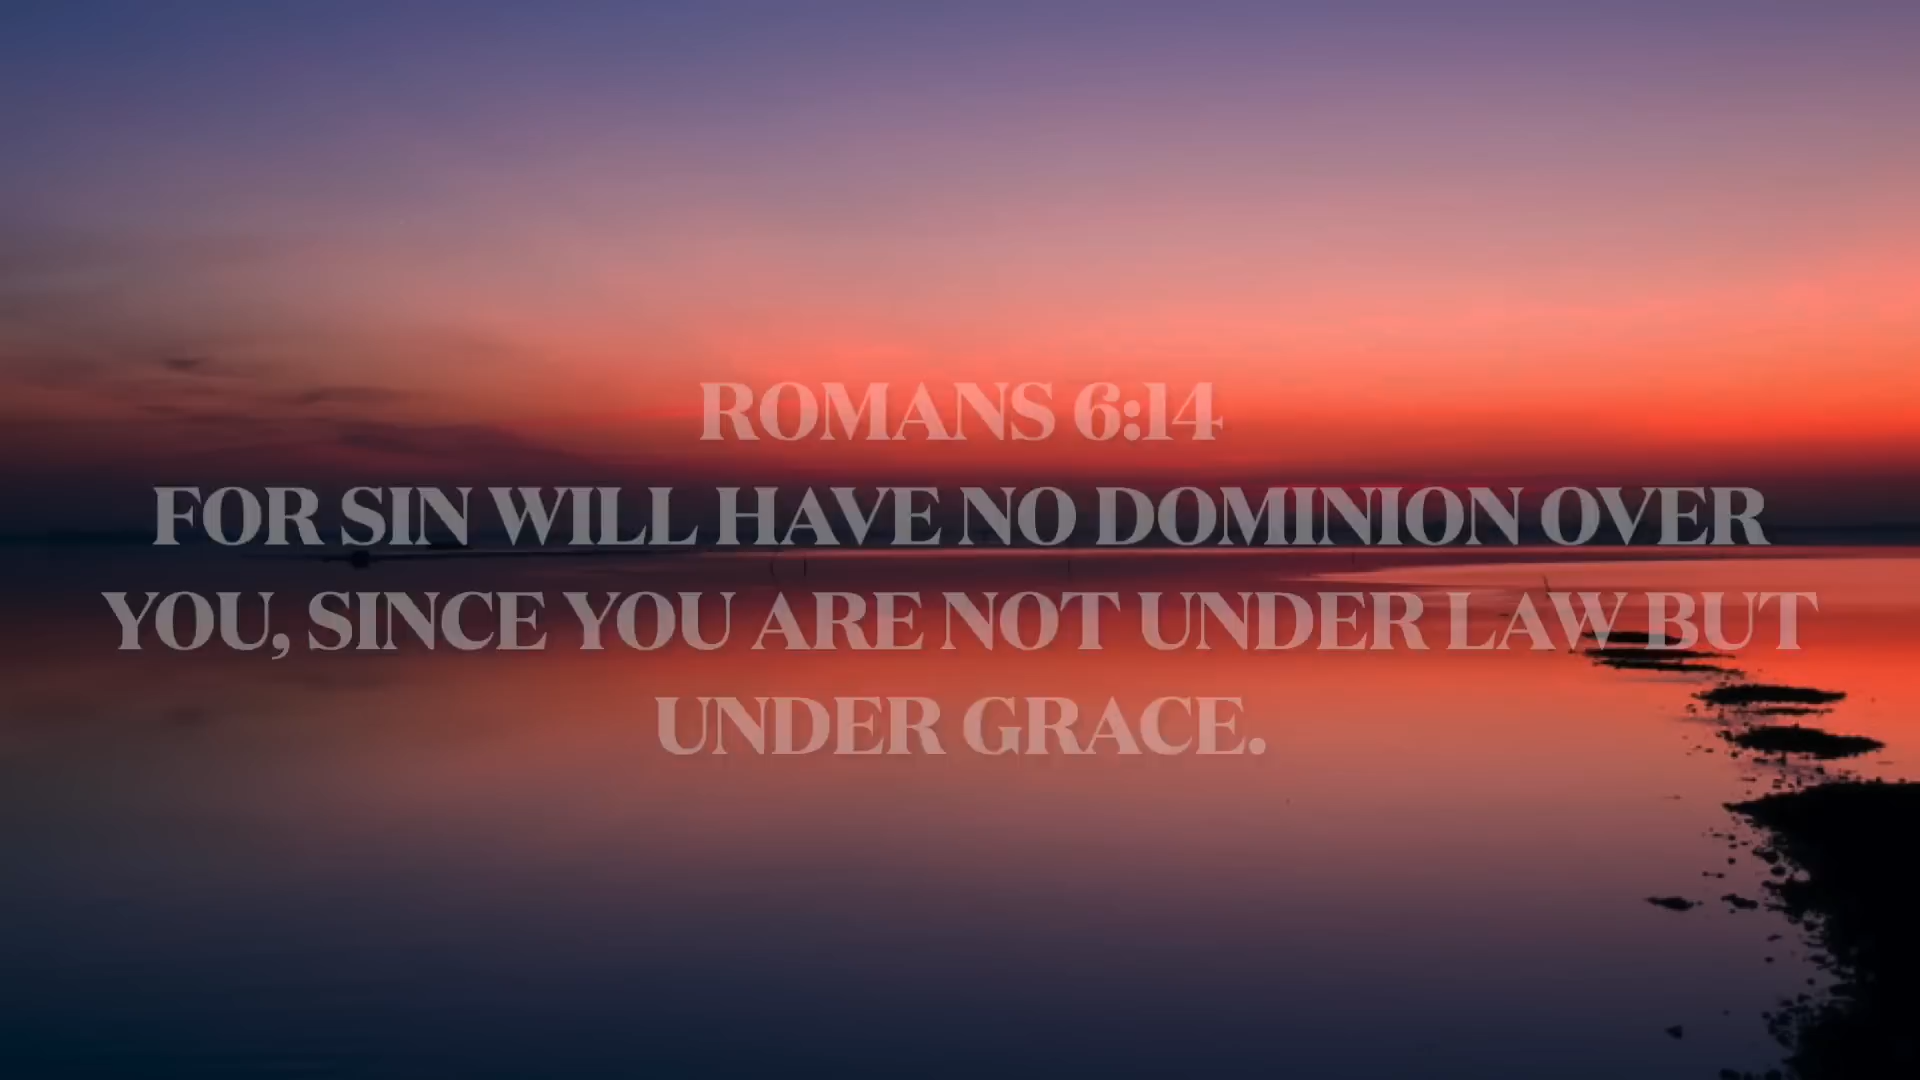 ROMANS 6:14
FOR SIN WILL HAVE NO DOMINION OVER
YOU, SINCE YOU ARE NOT UNDER LAW BUT
UNDER GRACE.